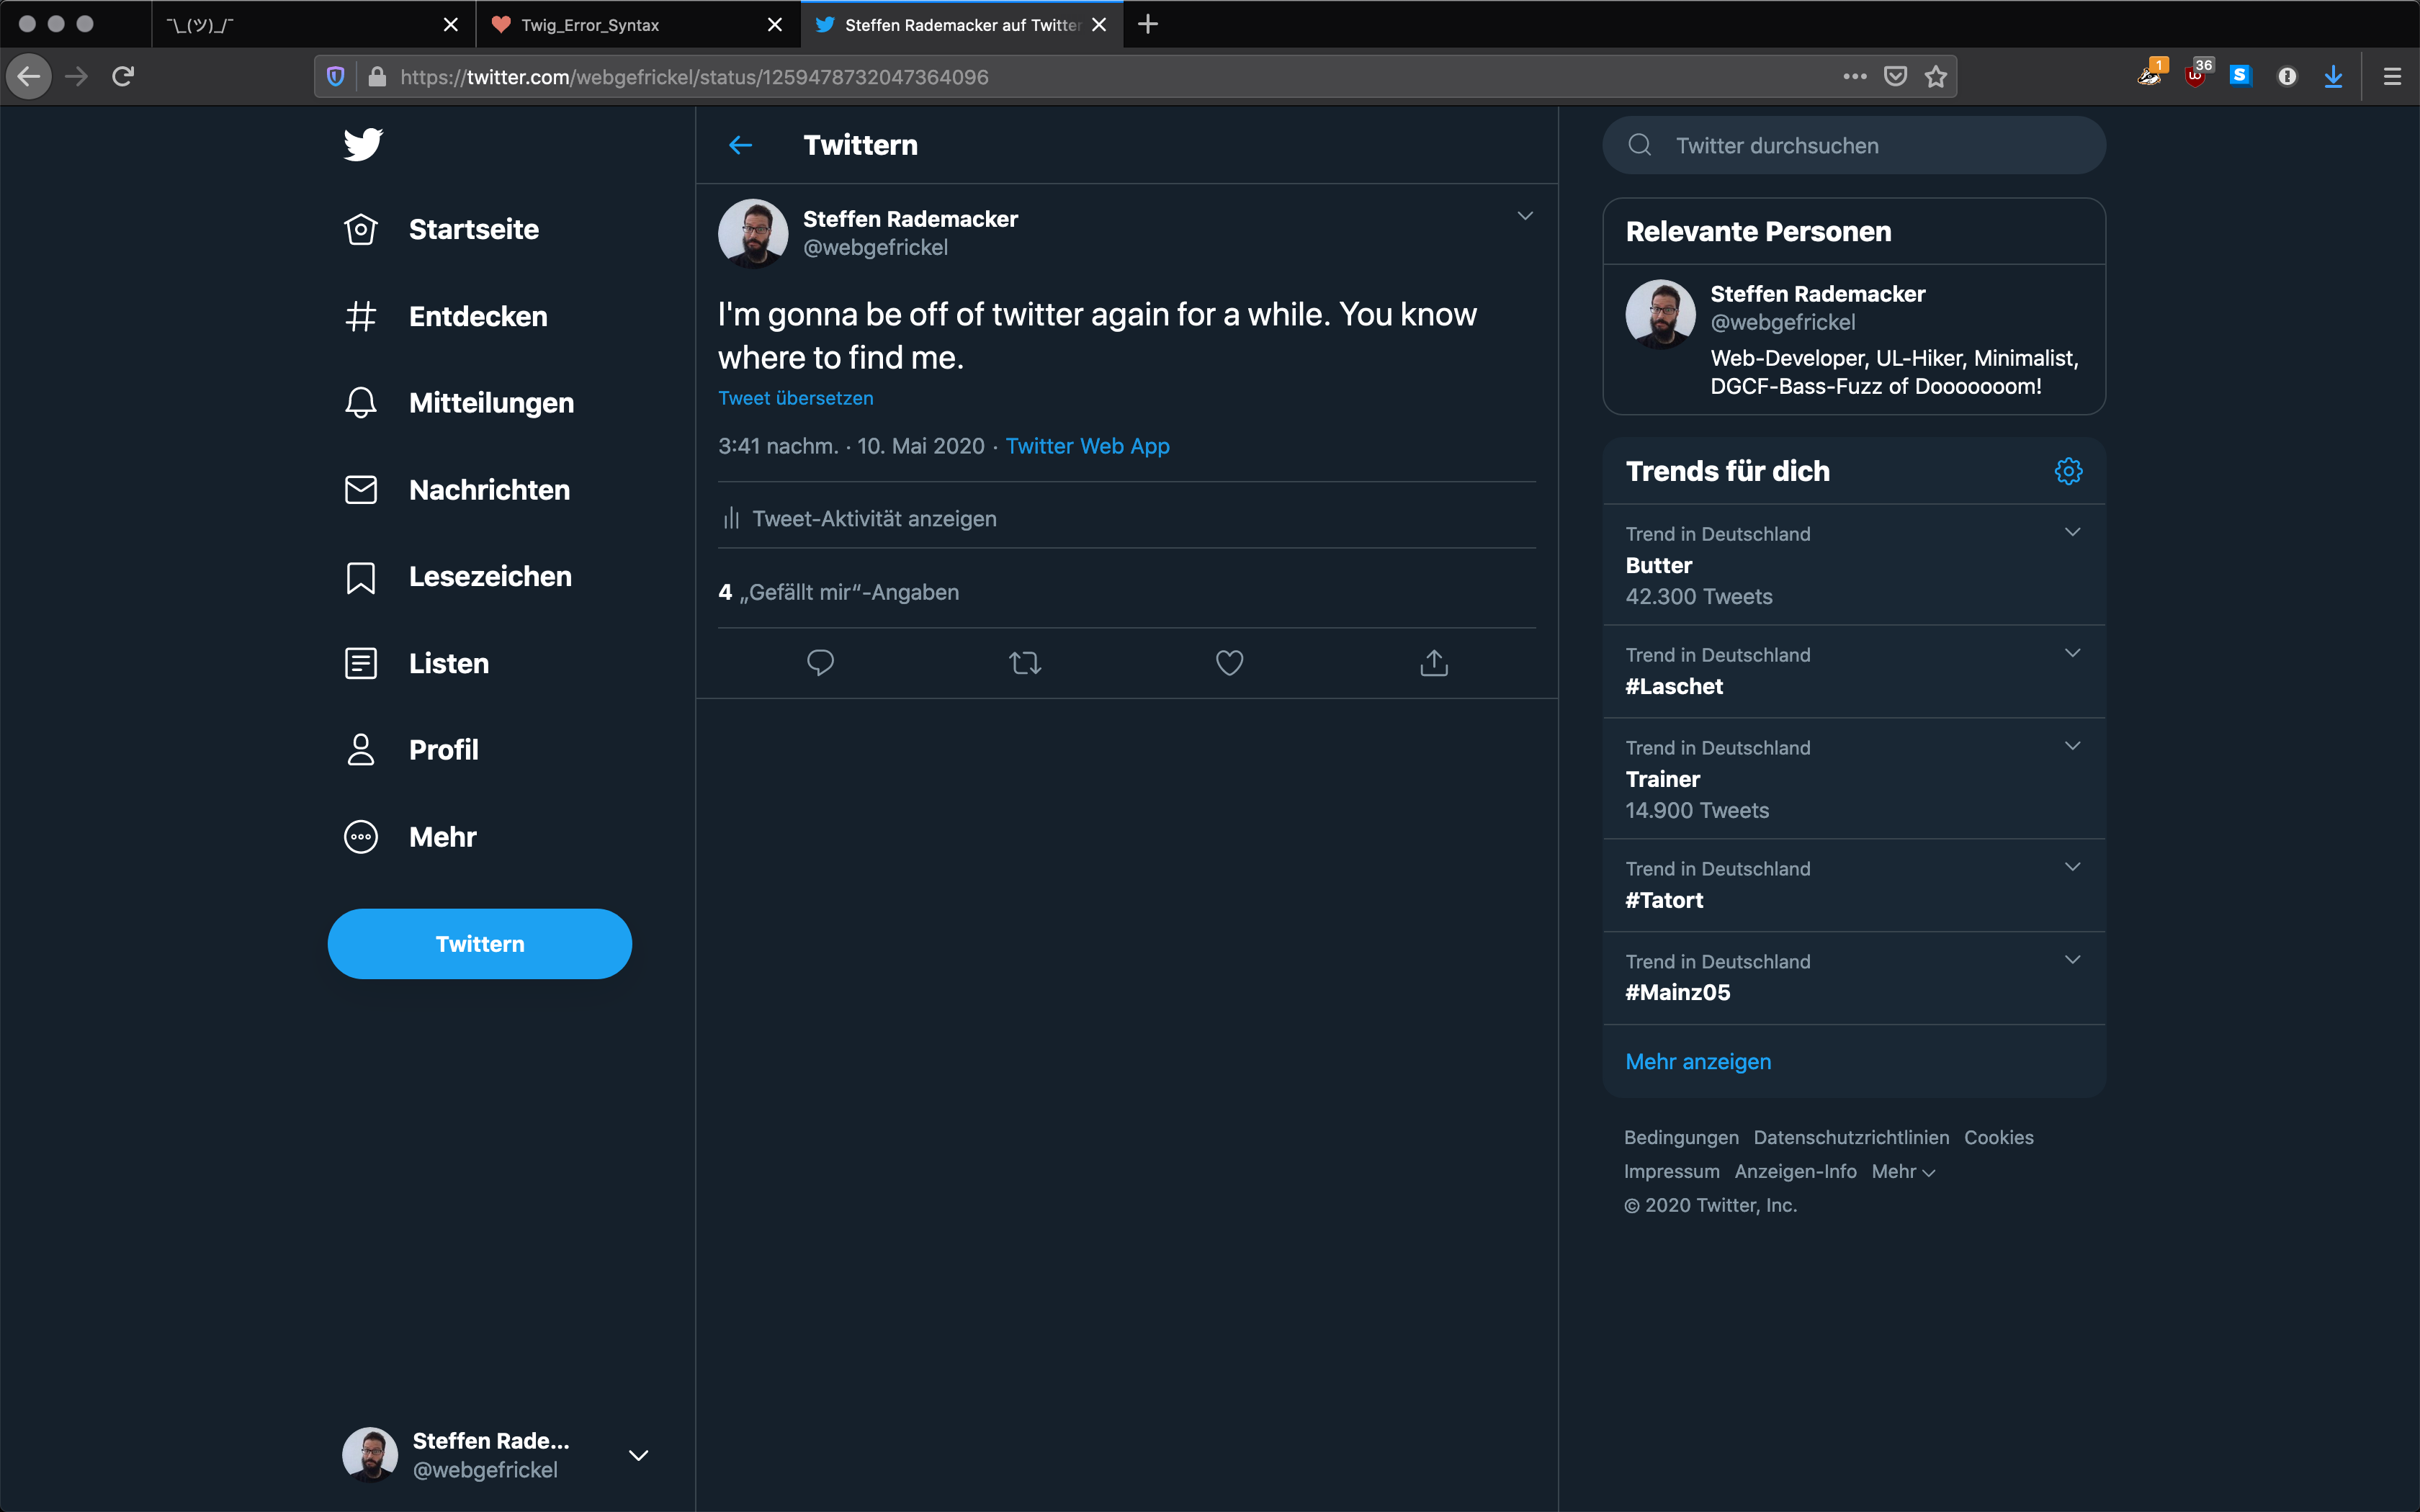 ¯\_(ツ)_/¯
Twig_Error_Syntax
Steffen Rademacker auf Twitter
https://twitter.com/webgefrickel/status/1259478732047364096
1
36
S
Startseite
Entdecken
Mitteilungen
Nachrichten
Lesezeichen
Listen
Profil
Mehr
Twittern
Steffen Rade...
@webgefrickel
Twittern
Steffen Rademacker
@webgefrickel
I'm gonna be off of twitter again for a while. You know
where to find me.
Tweet übersetzen
3:41 nachm. · 10. Mai 2020 · Twitter Web App
Tweet-Aktivität anzeigen
4 „Gefällt mir“-Angaben
Twitter durchsuchen
Relevante Personen
Steffen Rademacker
@webgefrickel
Web-Developer, UL-Hiker, Minimalist,
DGCF-Bass-Fuzz of Dooooooom!
Trends für dich
Trend in Deutschland
Butter
42.300 Tweets
Trend in Deutschland
#Laschet
Trend in Deutschland
Trainer
14.900 Tweets
Trend in Deutschland
#Tatort
Trend in Deutschland
#Mainz05
Mehr anzeigen
Bedingungen Datenschutzrichtlinien Cookies
Impressum Anzeigen-Info Mehr
© 2020 Twitter, Inc.